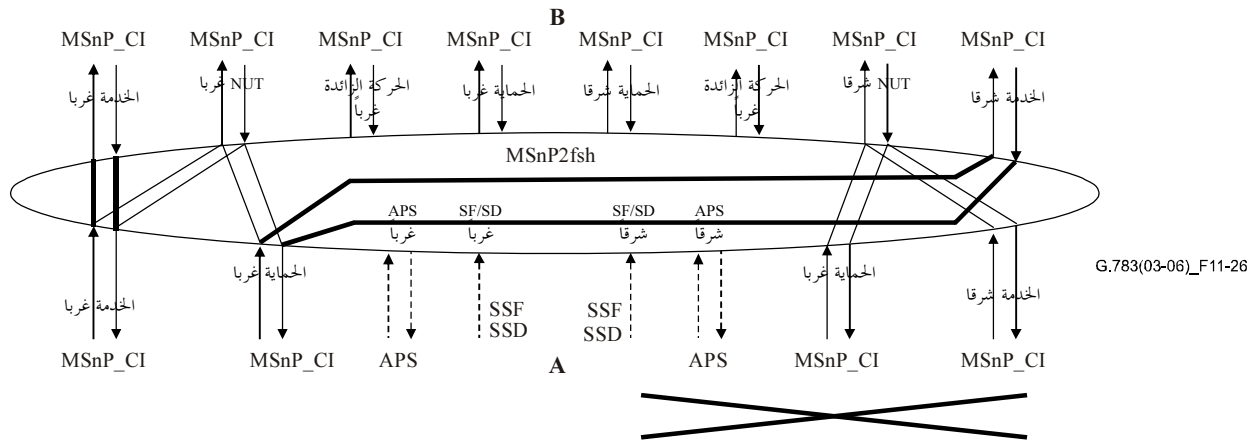 B
MSnP_CI MSnP_CI MSnP_CI MSnP_CI MSnP_CI MSnP_CI MSnP_CI MSnP_CI
الخدمة غربا
NUT غربا
الحركة الزائدة
غرباً
الحماية غربا
الحماية شرقا
الحركة الزائدة
غرباً
NUT شرقا
الخدمة شرقا
MSnP2fsh
APS
غرباً
SF/SD
غرباً
SF/SD
شرقاً
APS
شرقاً
الخدمة غربا
الحماية غربا
SSF
SSD
SSF
SSD
الحماية غربا
الخدمة شرقا
G.783(03-06)_F11-26
MSnP_CI MSnP_CI APS A APS MSnP_CI MSnP_CI